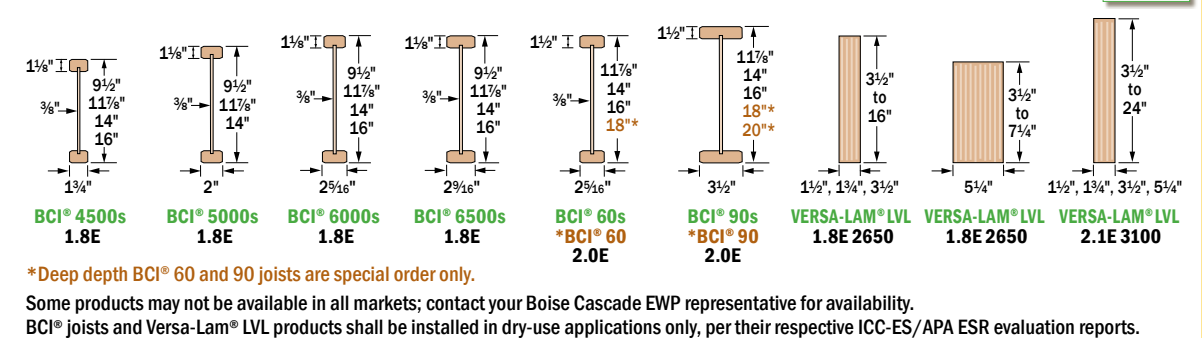 1⅛"
⅜"
9½"
11⅞"
14"
16"
1¾"
BCI® 4500s
1.8E
1⅛"
⅜"
9½"
11⅞"
14"
2"
BCI® 5000s
1.8E
1⅛"
⅜"
9½"
11⅞"
14"
16"
2⁵⁄₁₆"
BCI® 6000s
1.8E
1⅛"
⅜"
9½"
11⅞"
14"
16"
2⁹⁄₁₆"
BCI® 6500s
1.8E
1½"
⅜"
11⅞"
14"
16"
18"*
2⁵⁄₁₆"
BCI® 60s
*BCI® 60
2.0E
1½"
⅜"
11⅞"
14"
16"
18"*
20"*
3½"
BCI® 90s
*BCI® 90
2.0E
3½"
to
16"
1½", 1¾", 3½"
VERSA-LAM® LVL
1.8E 2650
3½"
to
7¼"
5¼"
VERSA-LAM® LVL
1.8E 2650
3½"
to
24"
1½", 1¾", 3½", 5¼"
VERSA-LAM® LVL
2.1E 3100
*Deep depth BCI® 60 and 90 joists are special order only.
Some products may not be available in all markets; contact your Boise Cascade EWP representative for availability.
BCI® joists and Versa-Lam® LVL products shall be installed in dry-use applications only, per their respective ICC-ES/APA ESR evaluation reports.